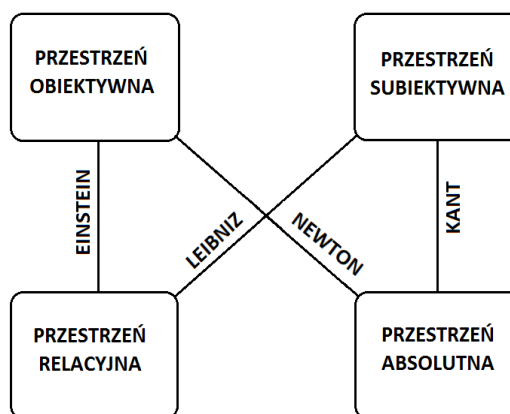 PRZESTRZEŃ
OBIEKTYWNA
PRZESTRZEŃ
SUBIEKTYWNA
EINSTEIN
LEIBNIZ
NEWTON
KANT
PRZESTRZEŃ
RELACYJNA
PRZESTRZEŃ
ABSOLUTNA